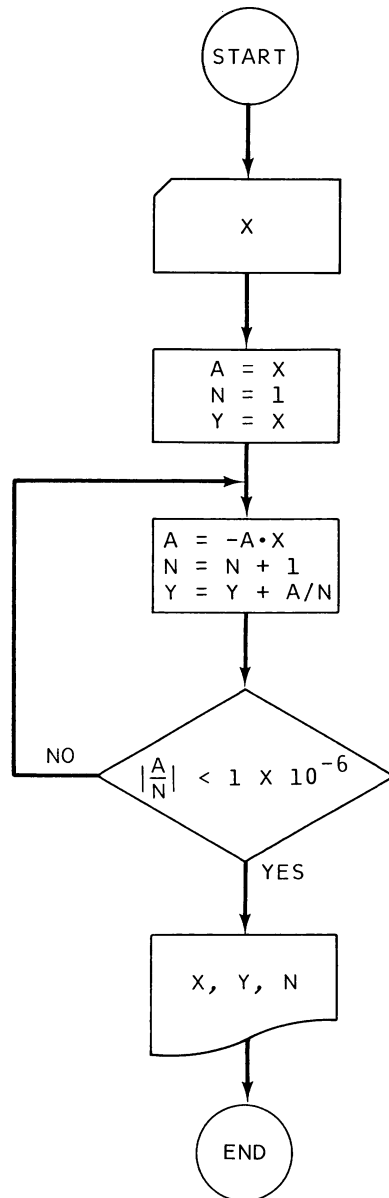 START
X
A = X
N = 1
Y = X
A = -A•X
N = N + 1
Y = Y + A/N
NO
|A/N| < 1 X 10⁻⁶
YES
X, Y, N
END